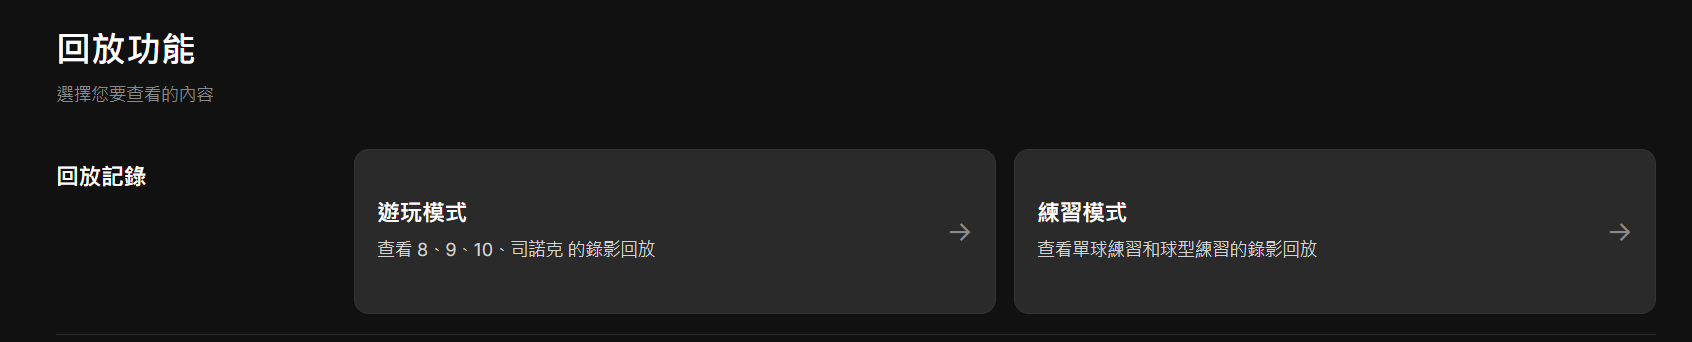 回放功能
選擇您要查看的內容
回放記錄
遊玩模式
查看 8、9、10、司諾克 的錄影回放
練習模式
查看單球練習和球型練習的錄影回放